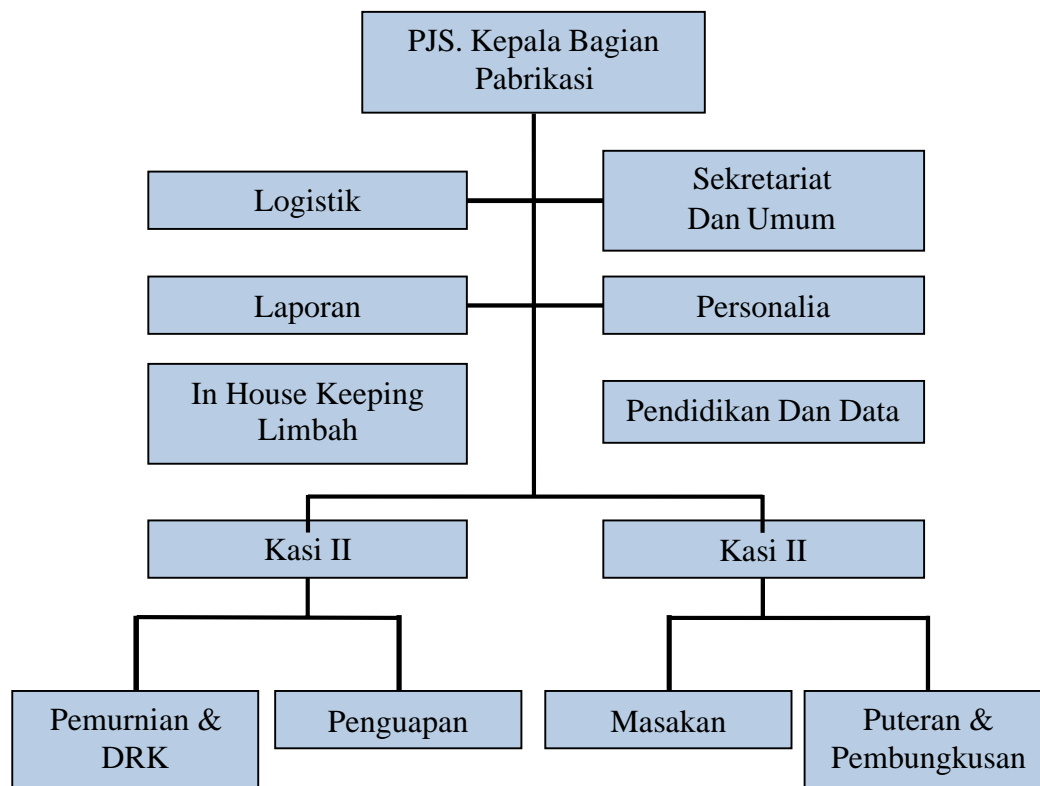 PJS. Kepala Bagian
Pabrikasi
Logistik
Sekretariat
Dan Umum
Laporan
Personalia
In House Keeping
Limbah
Pendidikan Dan Data
Kasi II
Kasi II
Pemurnian &
DRK
Penguapan
Masakan
Puteran &
Pembungkusan